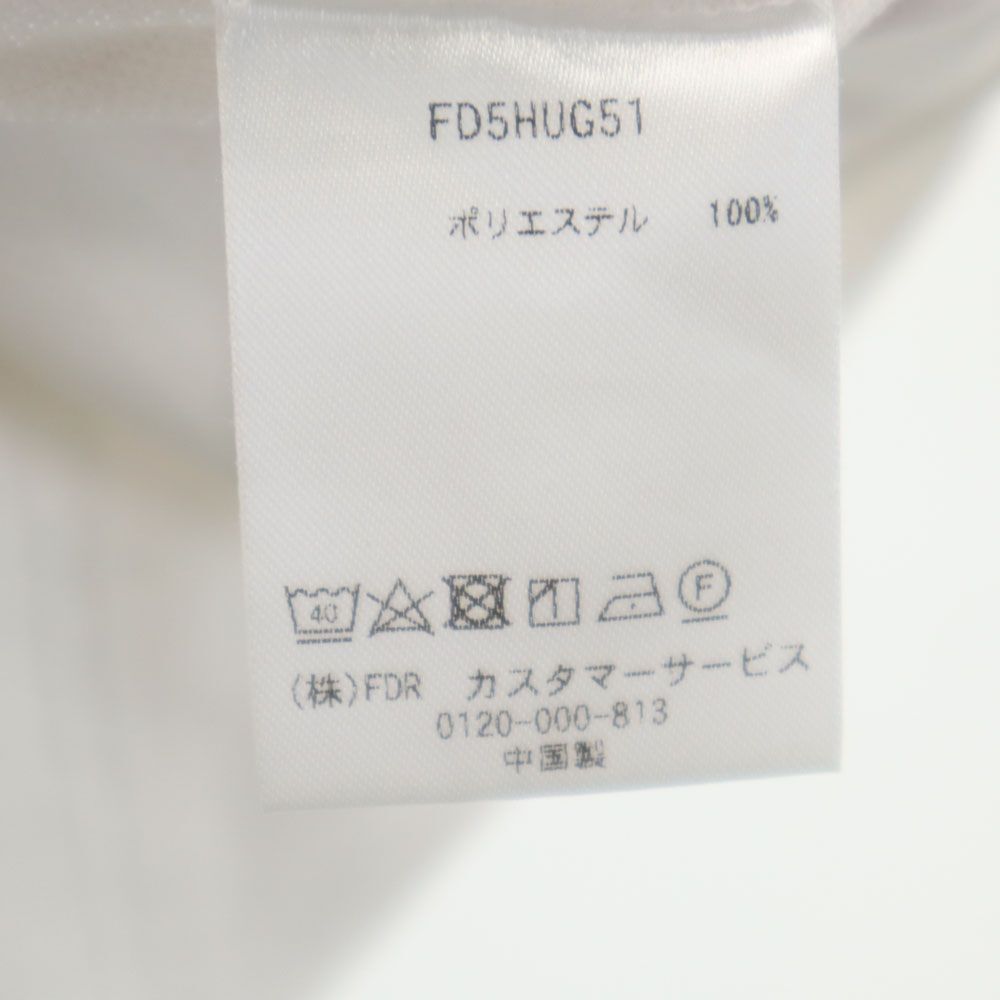 FD5HUG51
ポリエステル 100%
40
F
(株)FDR カスタマーサービス
0120-000-813
中国製